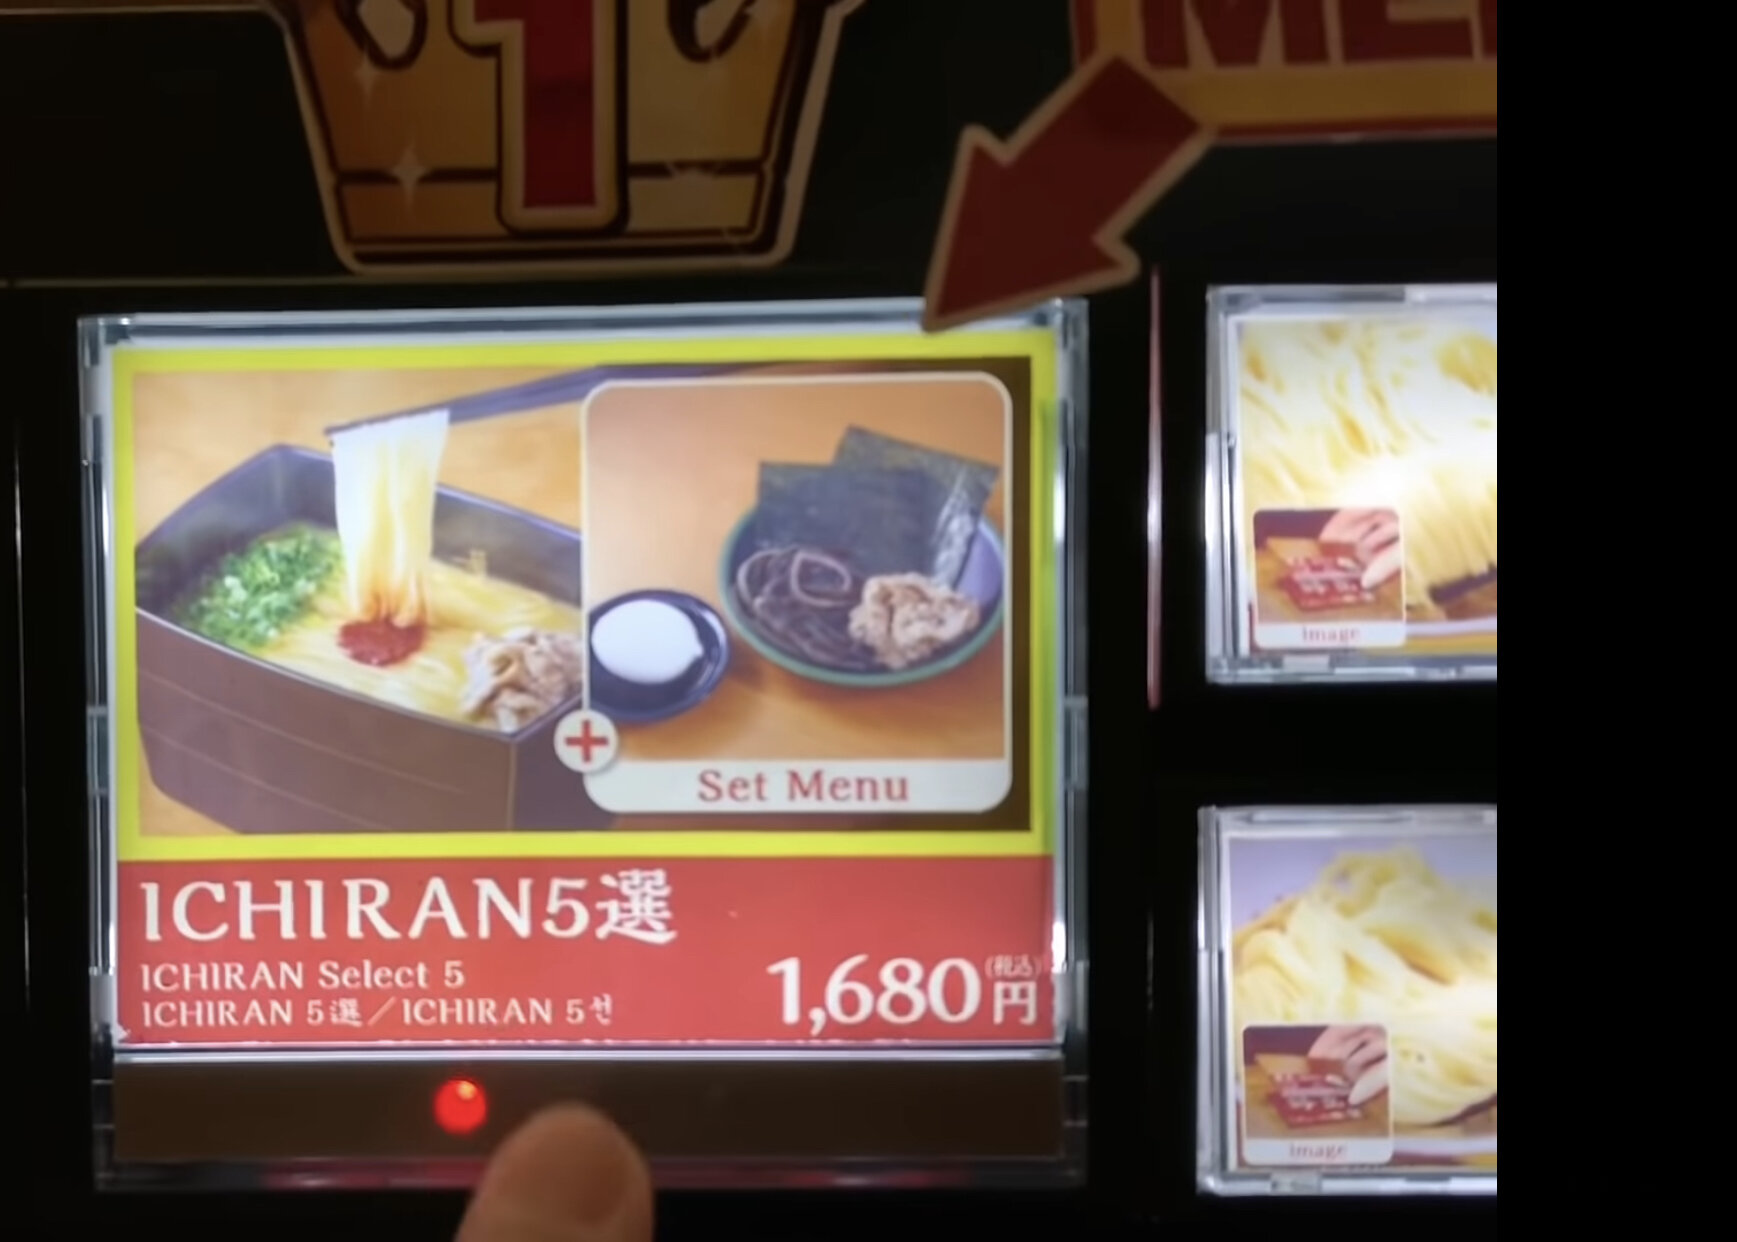 1
Set Menu
ICHIRAN5選
ICHIRAN Select 5
ICHIRAN 5選／ICHIRAN 5선
1,680円
(税込)
image
image